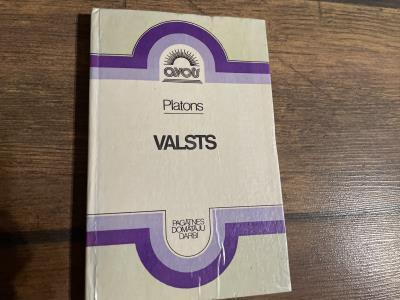 avots
Platons
VALSTS
PAGĀTNES
DOMĀTĀJU
DARBI